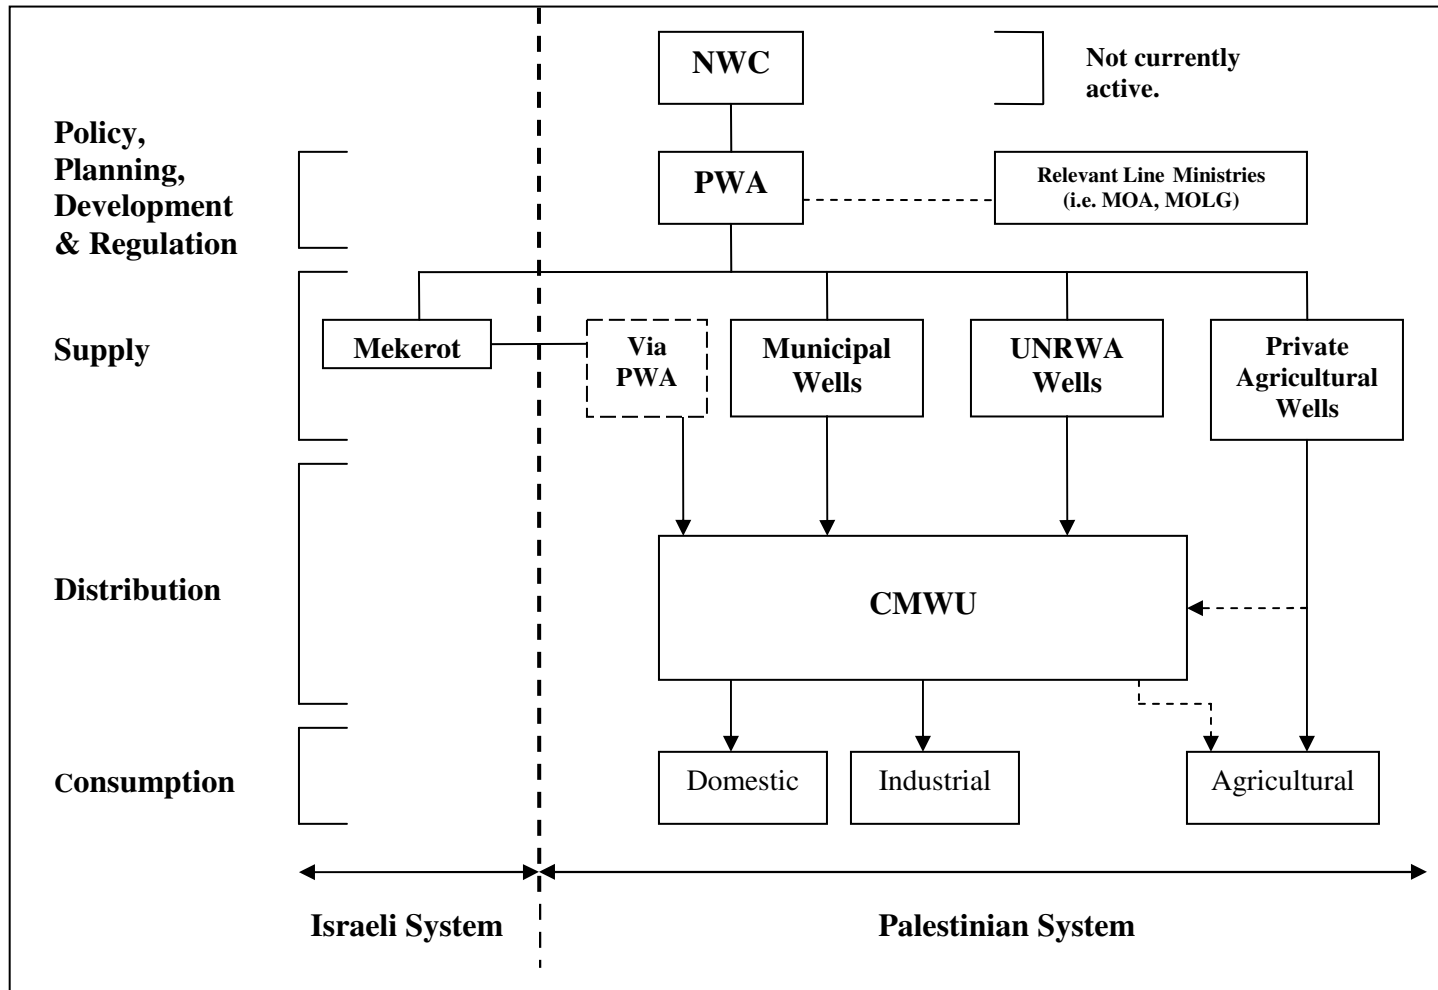 NWC
Not currently
active.
Policy,
Planning,
Development
& Regulation
PWA
Relevant Line Ministries
(i.e. MOA, MOLG)
Supply
Mekerot
Via
PWA
Municipal
Wells
UNRWA
Wells
Private
Agricultural
Wells
Distribution
CMWU
Consumption
Domestic
Industrial
Agricultural
Israeli System
Palestinian System